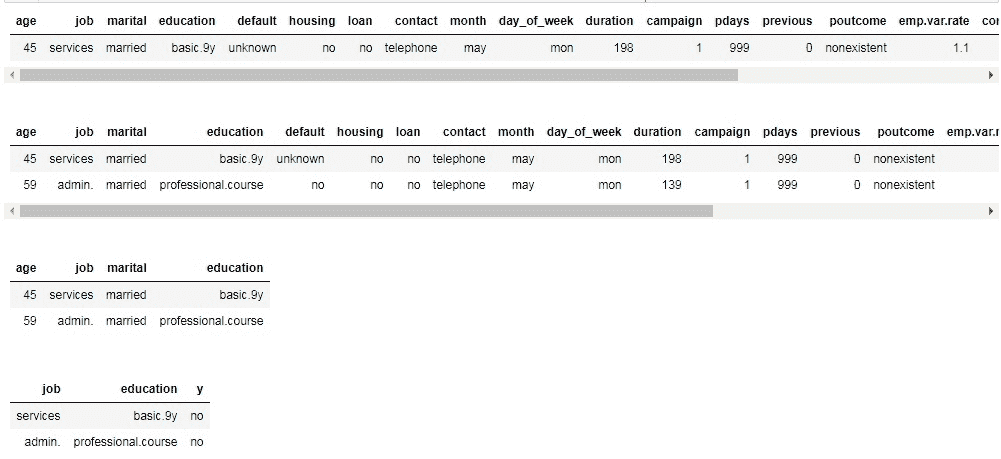 age job marital education default housing loan contact month day_of_week duration campaign pdays previous poutcome emp.var.rate con
45 services married basic.9y unknown no no telephone may mon 198 1 999 0 nonexistent 1.1
age job marital education default housing loan contact month day_of_week duration campaign pdays previous poutcome emp.var.r
45 services married basic.9y unknown no no telephone may mon 198 1 999 0 nonexistent
59 admin. married professional.course no no no telephone may mon 139 1 999 0 nonexistent
age job marital education
45 services married basic.9y
59 admin. married professional.course
job education y
services basic.9y no
admin. professional.course no